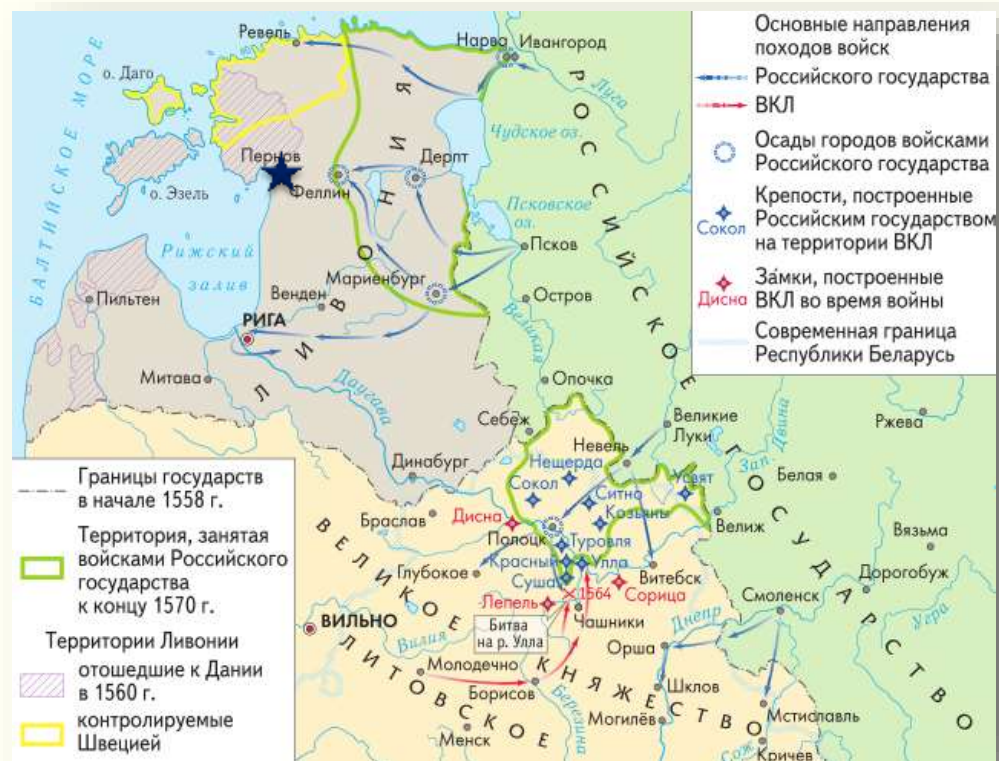 Ревель
Нарва
Ивангород
о. Даго
Луга
Чудское оз.
Пернов
Дерпт
Феллин
о. Эзель
Псковское
оз.
Псков
БАЛТИЙСКОЕ МОРЕ
Рижский
залив
Мариенбург
Венден
Остров
Пильтен
РИГА
Великая
ЛИВОНИЯ
Митава
Даугава
Опочка
РОССИЙСКОЕ ГОСУДАРСТВО
Себеж
Великие
Луки
Зап. Двина
Ржева
Динабург
Невель
Нещерда
Усвят
Белая
Сокол
Ситно
Козьяны
Браслав
Дисна
Велиж
Вязьма
Полоцк
Туровля
Глубокое
Красный
Улла
Витебск
Дорогобуж
Суша
1564
Сорица
Смоленск
Угра
Лепель
Чашники
Днепр
ВИЛЬНО
Вилия
Битва
на р. Улла
Орша
ВЕЛИКОЕ КНЯЖЕСТВО
ЛИТОВСКОЕ
Молодечно
Борисов
Березина
Шклов
Мстиславль
Менск
Могилёв
Сож
Кричев
Основные направления
походов войск
Российского государства
ВКЛ
Осады городов войсками
Российского государства
Крепости, построенные
Российским государством
на территории ВКЛ
Сокол
За́мки, построенные
ВКЛ во время войны
Дисна
Современная граница
Республики Беларусь
Границы государств
в начале 1558 г.
Территория, занятая
войсками Российского
государства
к концу 1570 г.
Территории Ливонии
отошедшие к Дании
в 1560 г.
контролируемые
Швецией